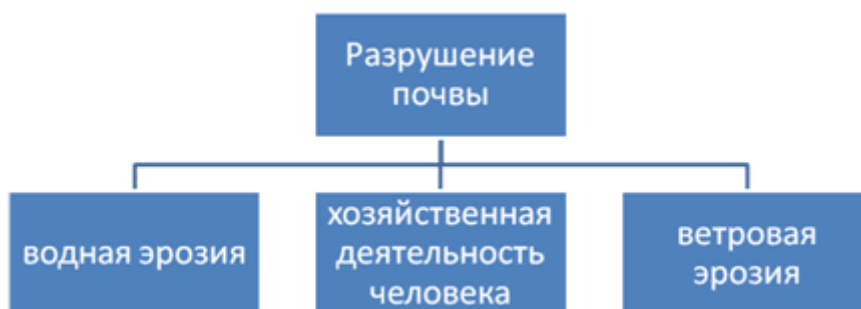 Разрушение
почвы
водная эрозия
хозяйственная
деятельность
человека
ветровая
эрозия